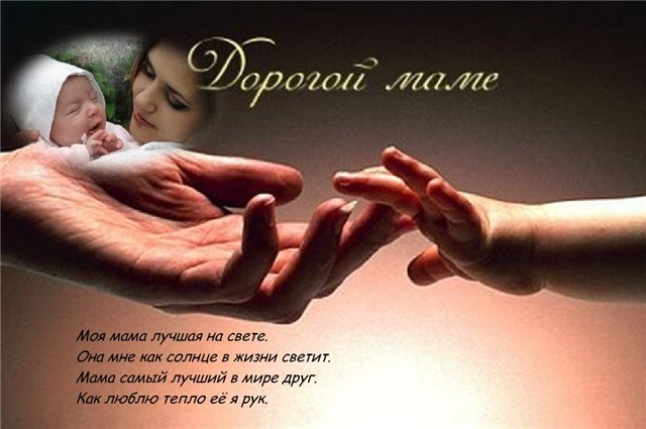 Дорогой маме
Моя мама лучшая на свете.
Она мне как солнце в жизни светит.
Мама самый лучший в мире друг.
Как люблю тепло её я рук.